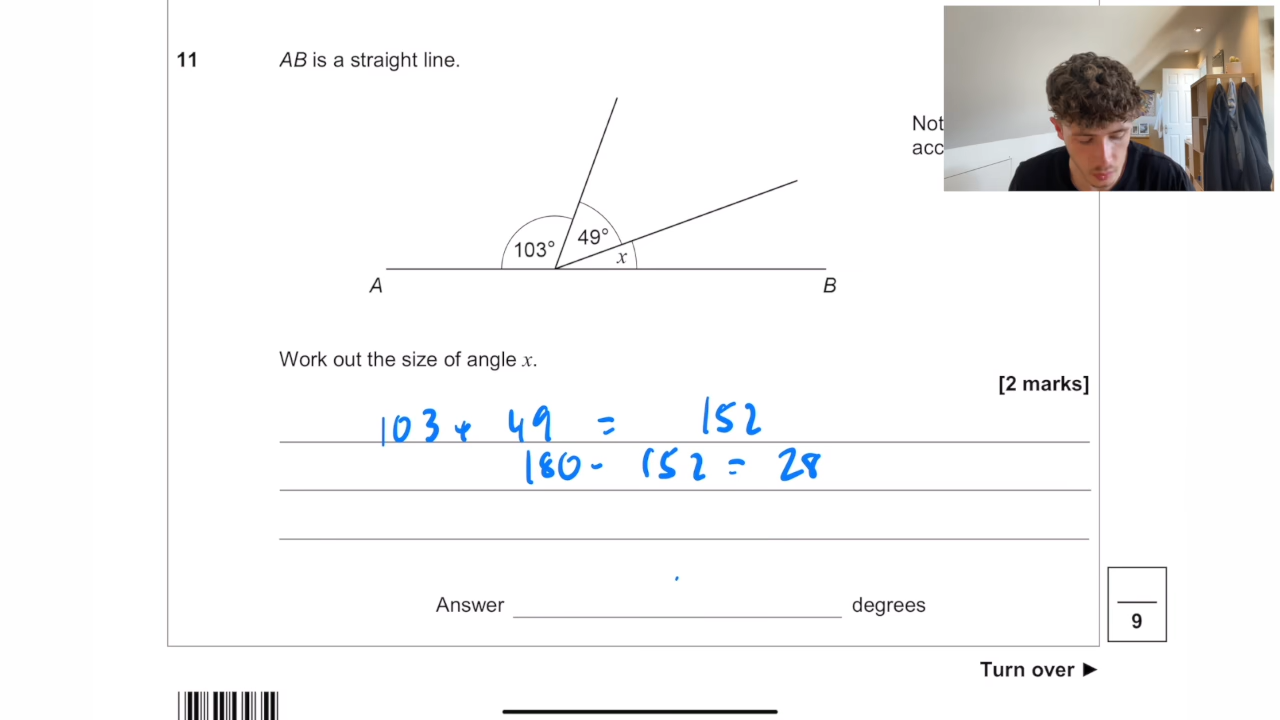 11 AB is a straight line.
Not
acc
103° 49° x
A B
Work out the size of angle x.
[2 marks]
103 + 49 = 152
180 - 152 = 28
Answer degrees
9
Turn over ►